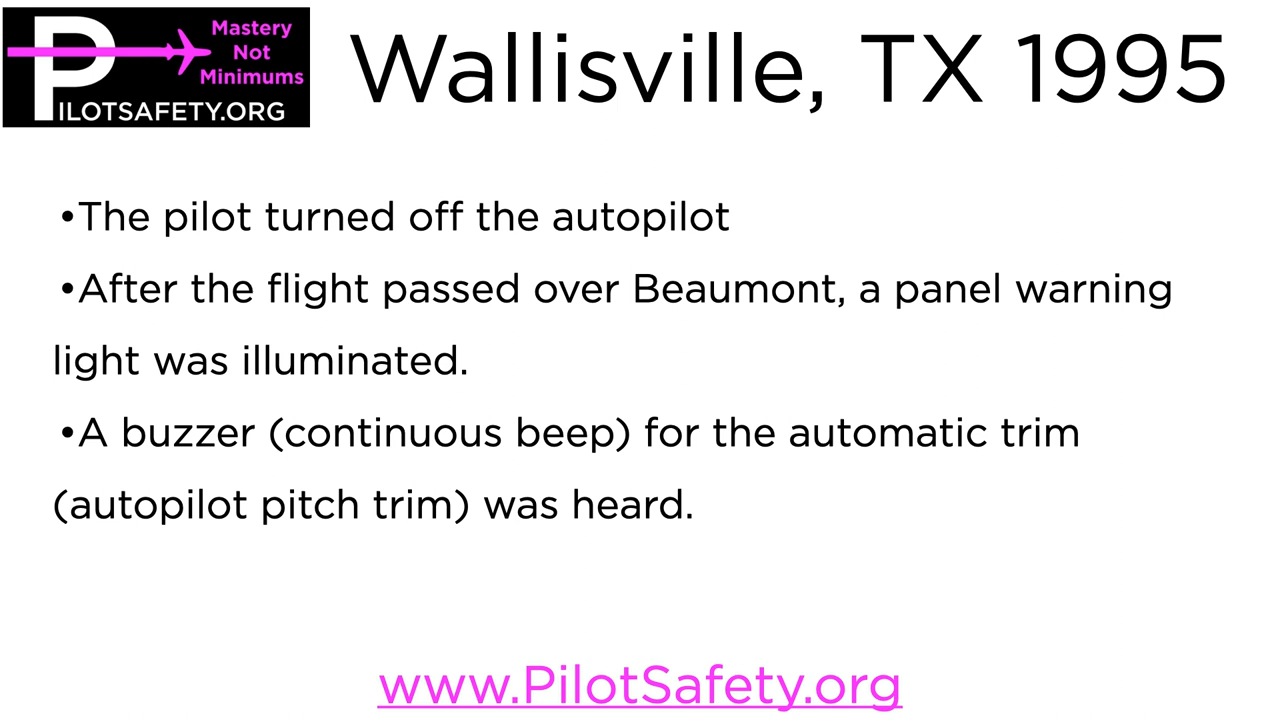 Mastery
Not
Minimums
PILOTSAFETY.ORG
Wallisville, TX 1995
•The pilot turned off the autopilot
•After the flight passed over Beaumont, a panel warning
light was illuminated.
•A buzzer (continuous beep) for the automatic trim
(autopilot pitch trim) was heard.
www.PilotSafety.org